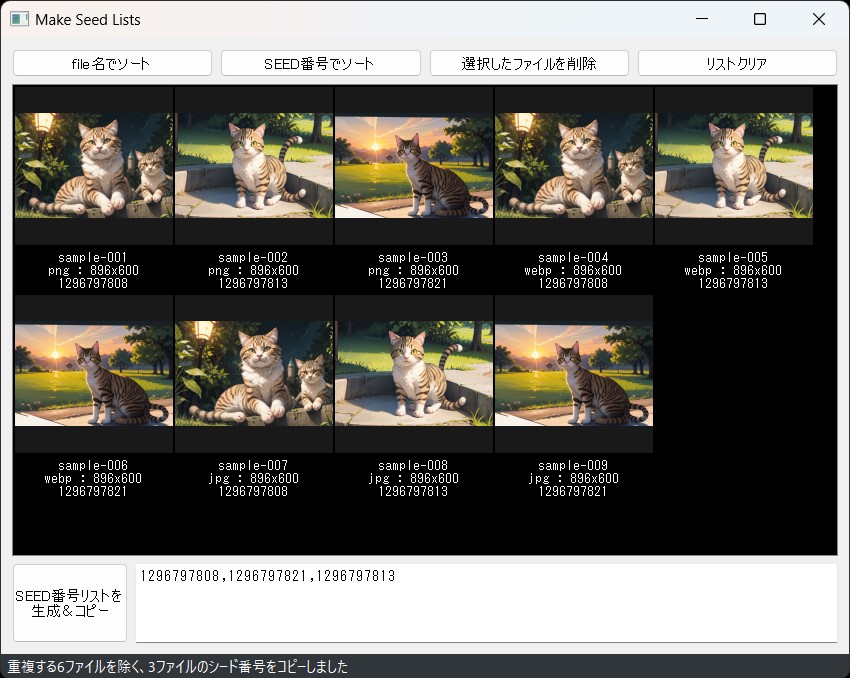 Make Seed Lists
file名でソート
SEED番号でソート
選択したファイルを削除
リストクリア
sample-001
png : 896x600
1296797808
sample-002
png : 896x600
1296797813
sample-003
png : 896x600
1296797821
sample-004
webp : 896x600
1296797808
sample-005
webp : 896x600
1296797813
sample-006
webp : 896x600
1296797821
sample-007
jpg : 896x600
1296797808
sample-008
jpg : 896x600
1296797813
sample-009
jpg : 896x600
1296797821
SEED番号リストを
生成＆コピー
1296797808,1296797821,1296797813
重複する6ファイルを除く、3ファイルのシード番号をコピーしました